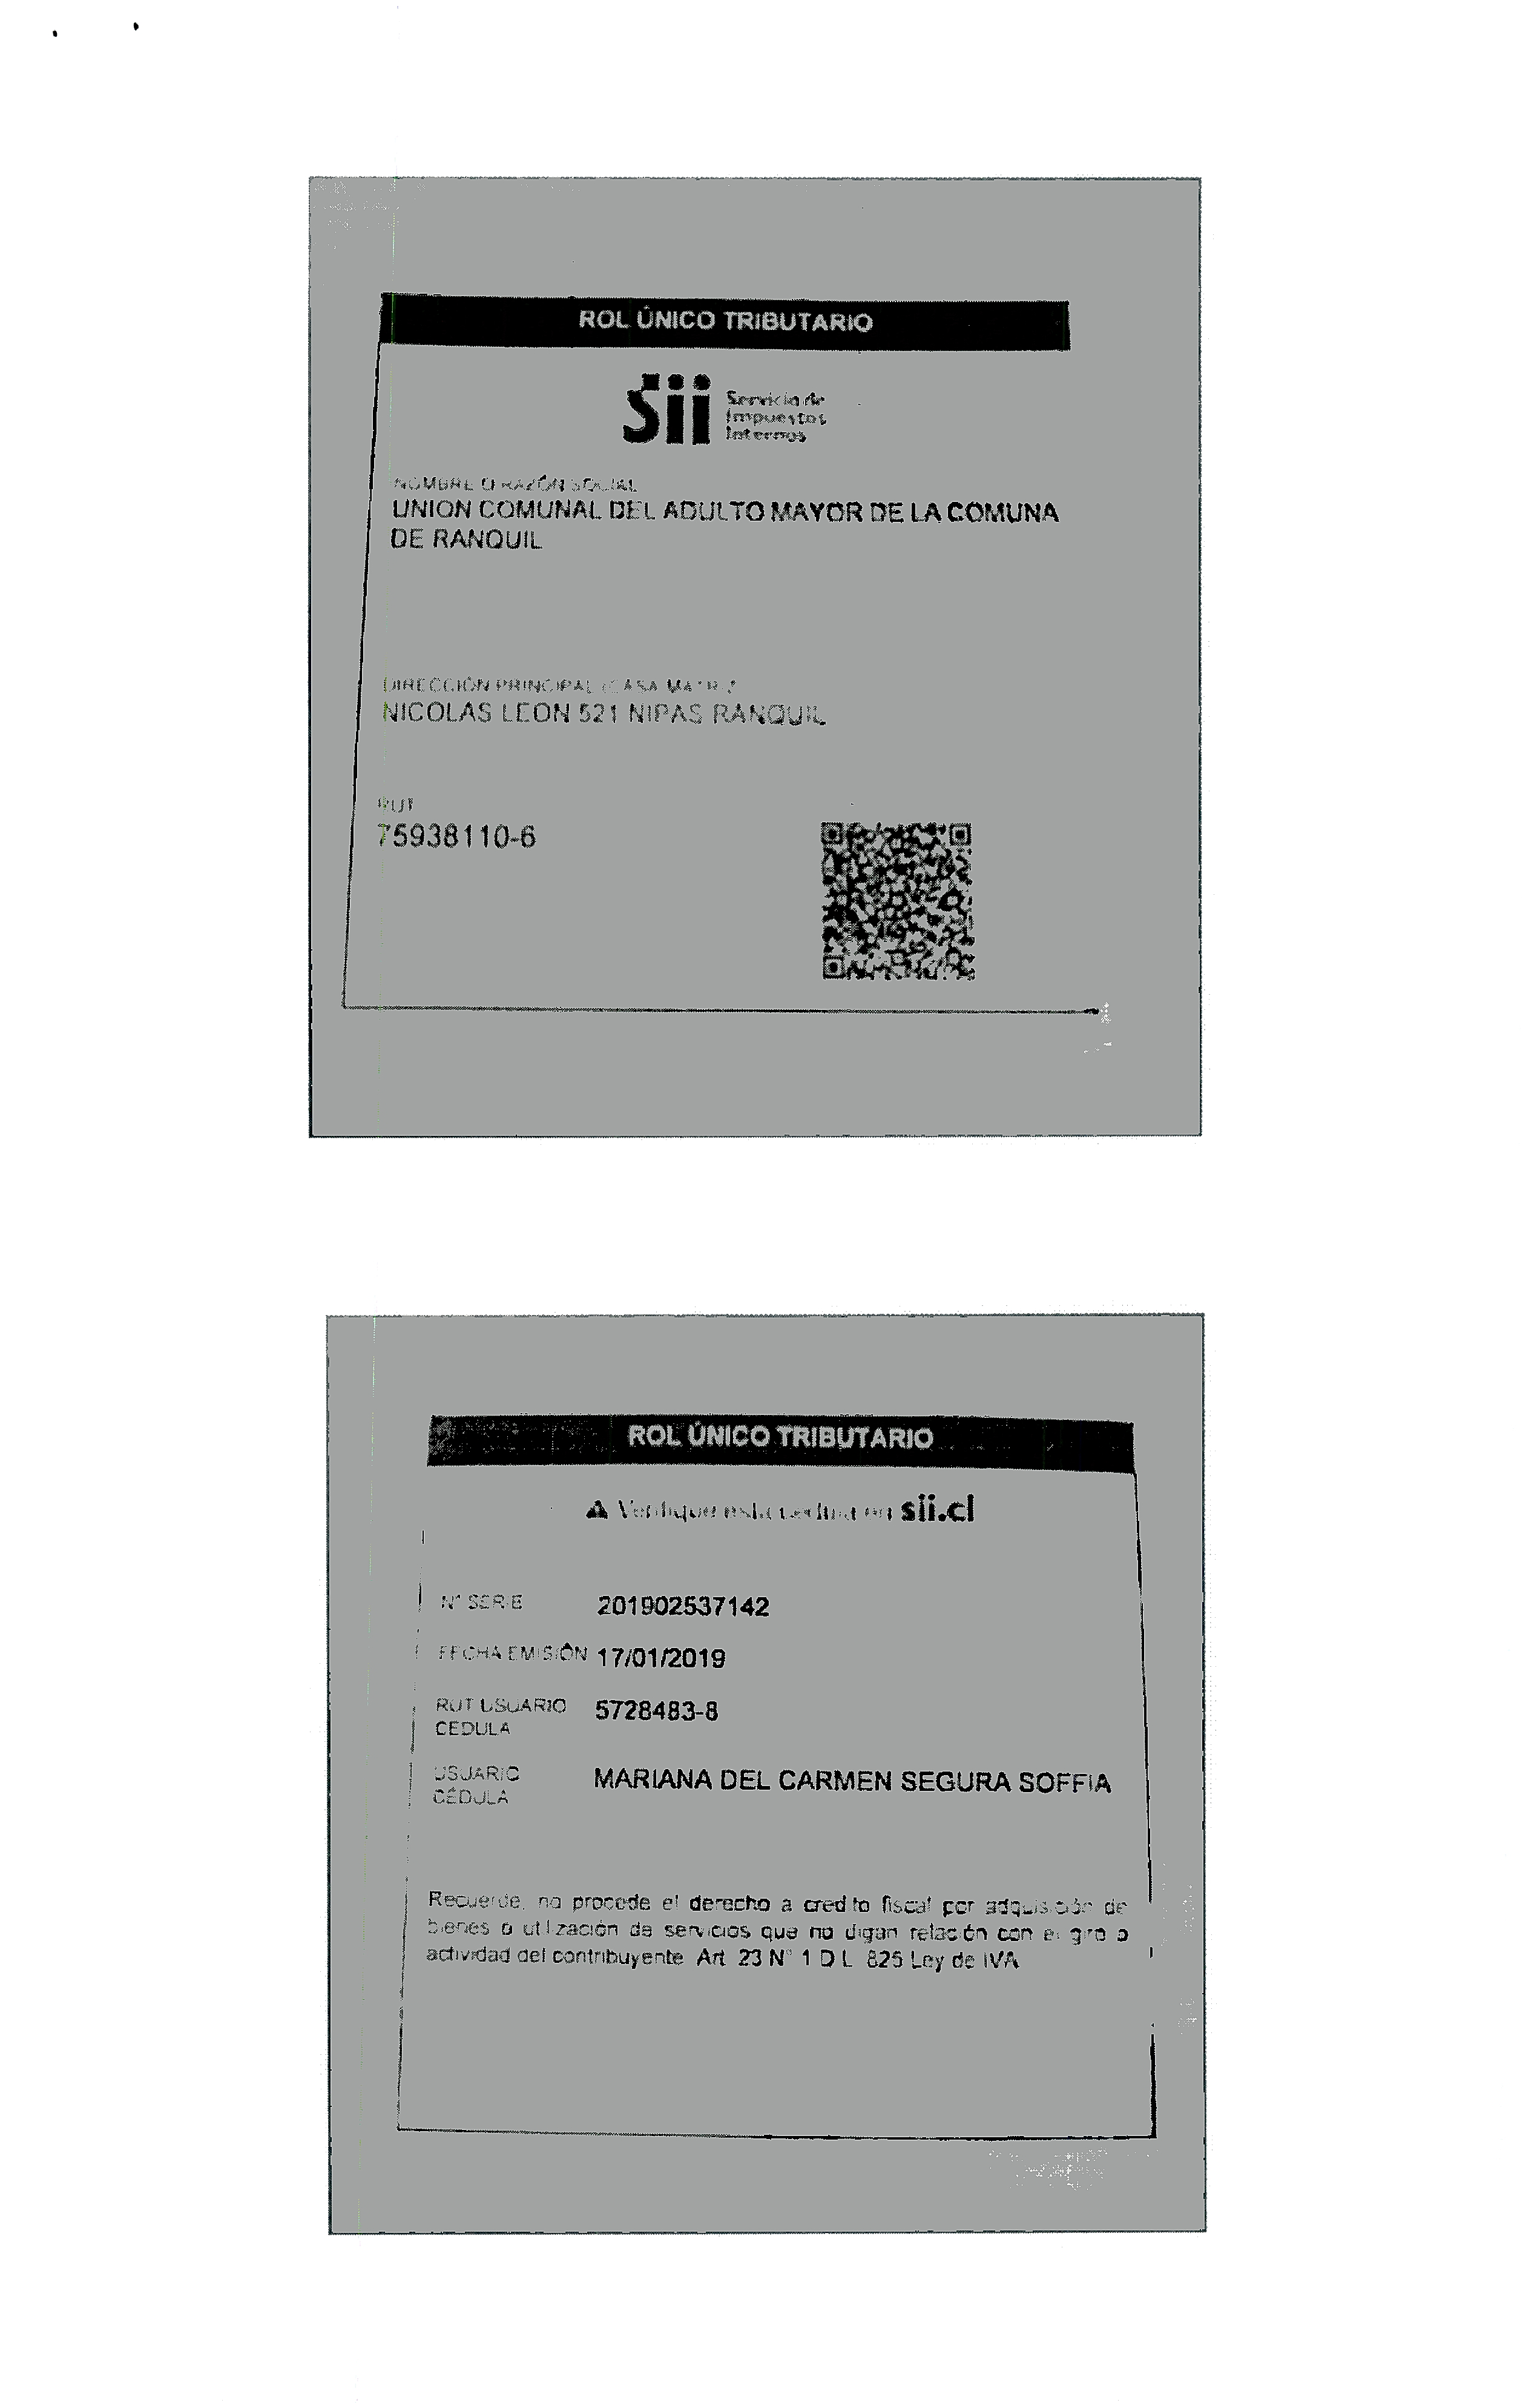 ROL ÚNICO TRIBUTARIO
Sii Servicio de
Impuestos
Internos
NOMBRE O RAZÓN SOCIAL
UNION COMUNAL DEL ADULTO MAYOR DE LA COMUNA
DE RANQUIL
DIRECCIÓN PRINCIPAL (CASA MATRIZ
NICOLAS LEON 521 NIPAS RANQUIL
RUT
75938110-6
ROL ÚNICO TRIBUTARIO
Verifique esta cédula en sii.cl
N° SERIE 201902537142
FECHA EMISIÓN 17/01/2019
RUT USUARIO 5728483-8
CEDULA
USUARIO MARIANA DEL CARMEN SEGURA SOFFIA
CÉDULA
Recuerde, no procede el derecho a credito fiscal por adquisición de
bienes o utilización de servicios que no digan relación con el giro o
actividad del contribuyente Art. 23 N° 1 D L 825 Ley de IVA